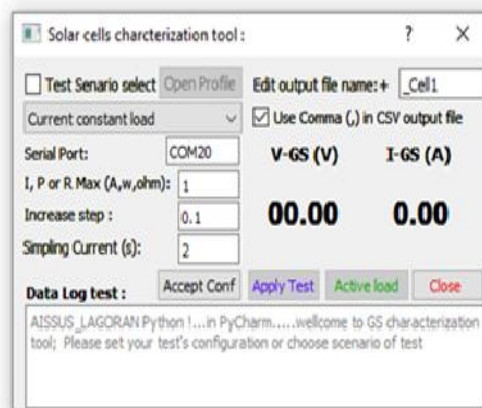 Solar cells charcterization tool :
? X
Test Senario select Open Profile Edit output file name:+ _Cell1
Current constant load Use Comma (,) in CSV output file
Serial Port: COM20 V-GS (V) I-GS (A)
I, P or R Max (A,w,ohm): 1
Increase step : 0.1 00.00 0.00
Simpling Current (s): 2
Data Log test : Accept Conf Apply Test Active load Close
AISSUS_LAGORAN Python !...in PyCharm.....wellcome to GS characterization
tool; Please set your test's configuration or choose scenario of test